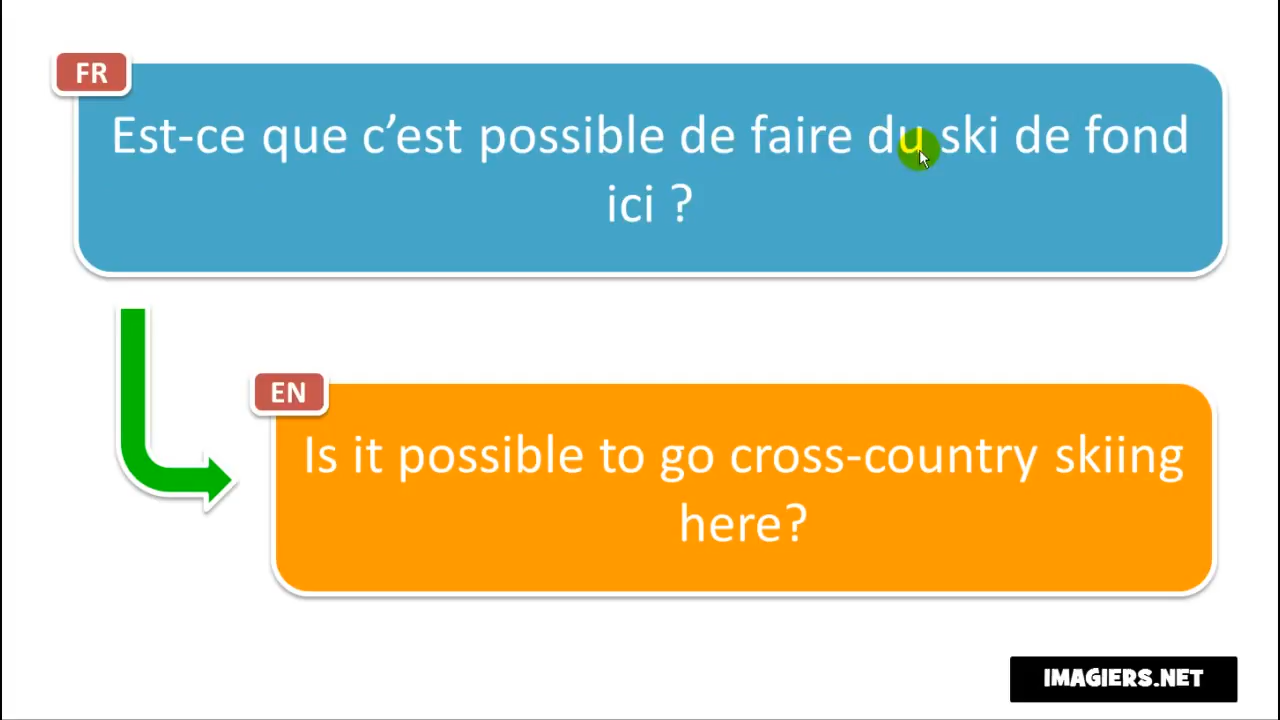 FR
Est-ce que c’est possible de faire du ski de fond
ici ?
EN
Is it possible to go cross-country skiing
here?
IMAGIERS.NET